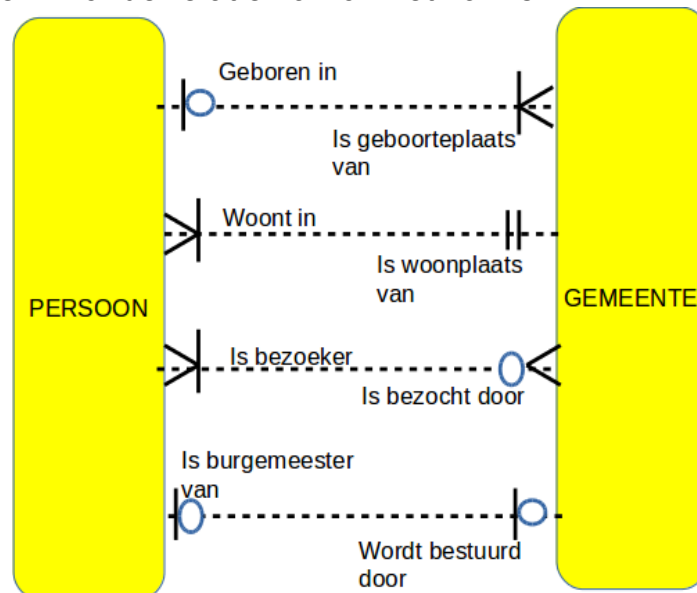 Geboren in
Is geboorteplaats
van
Woont in
Is woonplaats
van
PERSOON
GEMEENTE
Is bezoeker
Is bezocht door
Is burgemeester
van
Wordt bestuurd
door